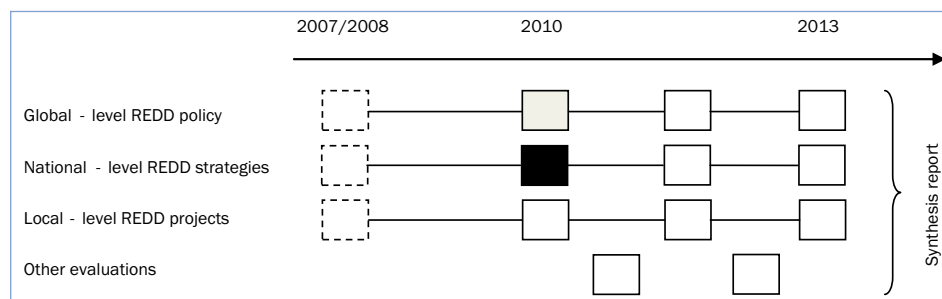 2007/2008 2010 2013
Global - level REDD policy
National - level REDD strategies
Local - level REDD projects
Other evaluations
Synthesis report